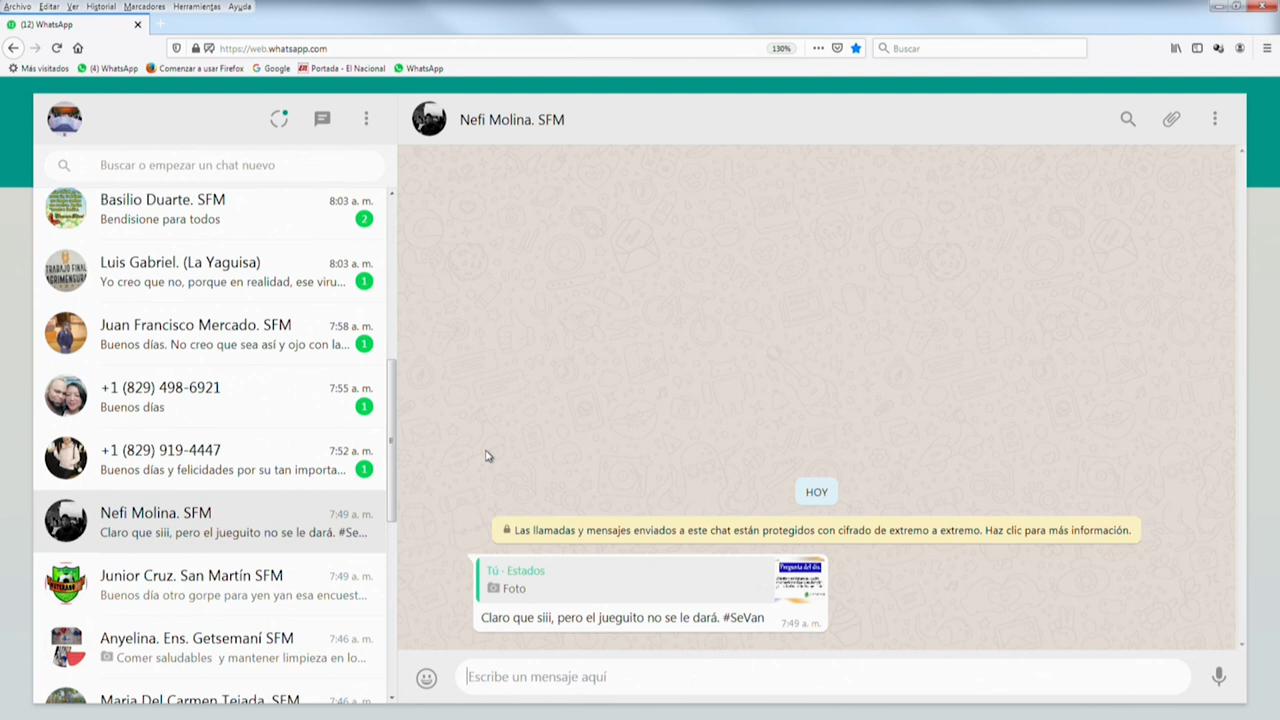 Archivo Editar Ver Historial Marcadores Herramientas Ayuda
(12) WhatsApp
https://web.whatsapp.com
130%
Buscar
Más visitados (4) WhatsApp Comenzar a usar Firefox Google Portada - El Nacional WhatsApp
Nefi Molina. SFM
Buscar o empezar un chat nuevo
Basilio Duarte. SFM 8:03 a. m.
Bendisione para todos 2
Luis Gabriel. (La Yaguisa) 8:03 a. m.
Yo creo que no, porque en realidad, ese viru... 1
Juan Francisco Mercado. SFM 7:58 a. m.
Buenos días. No creo que sea así y ojo con la... 1
+1 (829) 498-6921 7:55 a. m.
Buenos días 1
+1 (829) 919-4447 7:52 a. m.
Buenos días y felicidades por su tan importa... 1
Nefi Molina. SFM 7:49 a. m.
Claro que siii, pero el jueguito no se le dará. #Se...
Junior Cruz. San Martín SFM 7:49 a. m.
Buenos día otro gorpe para yen yan esa encuest...
Anyelina. Ens. Getsemaní SFM 7:46 a. m.
Comer saludables y mantener limpieza en lo...
Maria Del Carmen Tejada. SFM 7:46 a. m.
HOY
Las llamadas y mensajes enviados a este chat están protegidos con cifrado de extremo a extremo. Haz clic para más información.
Tú · Estados
Foto
Pregunta del día.
Claro que siii, pero el jueguito no se le dará. #SeVan 7:49 a. m.
Escribe un mensaje aquí
TRABAJO FINAL
AGRIMENSURA